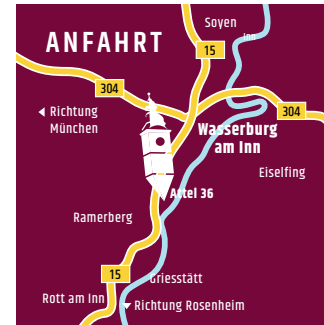 Soyen
Inn
ANFAHRT
15
304
304
Richtung
München
Wasserburg
am Inn
Eiselfing
Attel 36
Ramerberg
15
Griesstätt
Rott am Inn
Richtung Rosenheim